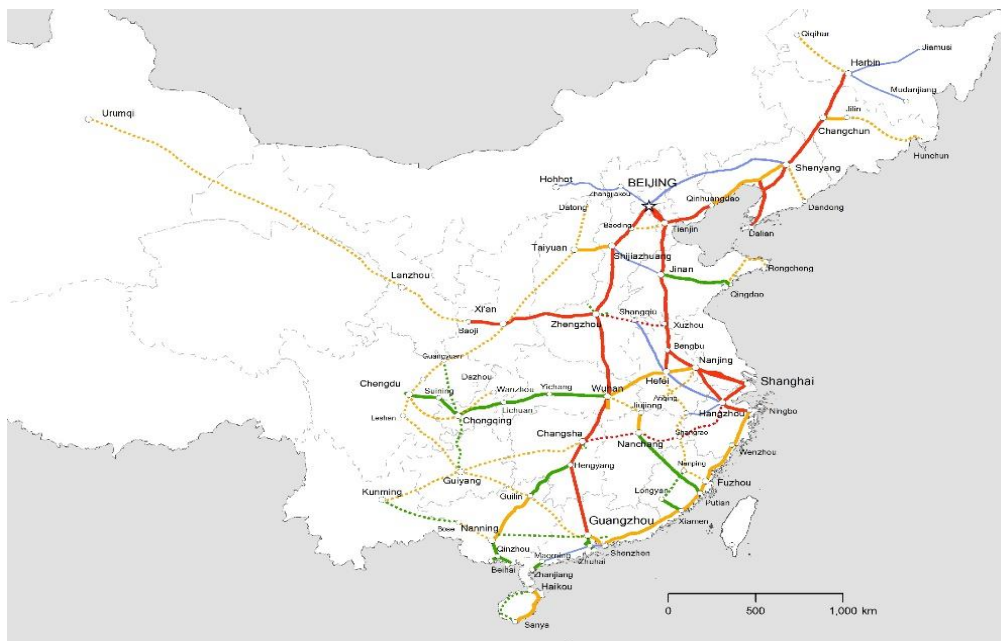 Qiqihar
Jiamusi
Harbin
Mudanjiang
Urumqi
Jilin
Changchun
Hunchun
Shenyang
Hohhot
BEIJING
Zhangjiakou
Qinhuangdao
Datong
Dandong
Baoding
Tianjin
Dalian
Taiyuan
Shijiazhuang
Rongcheng
Lanzhou
Jinan
Qingdao
Xi'an
Shangqiu
Zhengzhou
Xuzhou
Baoji
Bengbu
Guangyuan
Nanjing
Dazhou
Chengdu
Suining
Wanzhou
Yichang
Wuhan
Hefei
Shanghai
Anqing
Lichuan
Jiujiang
Hangzhou
Ningbo
Leshan
Chongqing
Changsha
Nanchang
Wenzhou
Hengyang
Nanping
Guiyang
Fuzhou
Kunming
Guilin
Longyan
Putian
Guangzhou
Xiamen
Bose
Nanning
Shenzhen
Qinzhou
Maoming
Zhuhai
Beihai
Zhanjiang
Haikou
Sanya
0
500
1,000 km